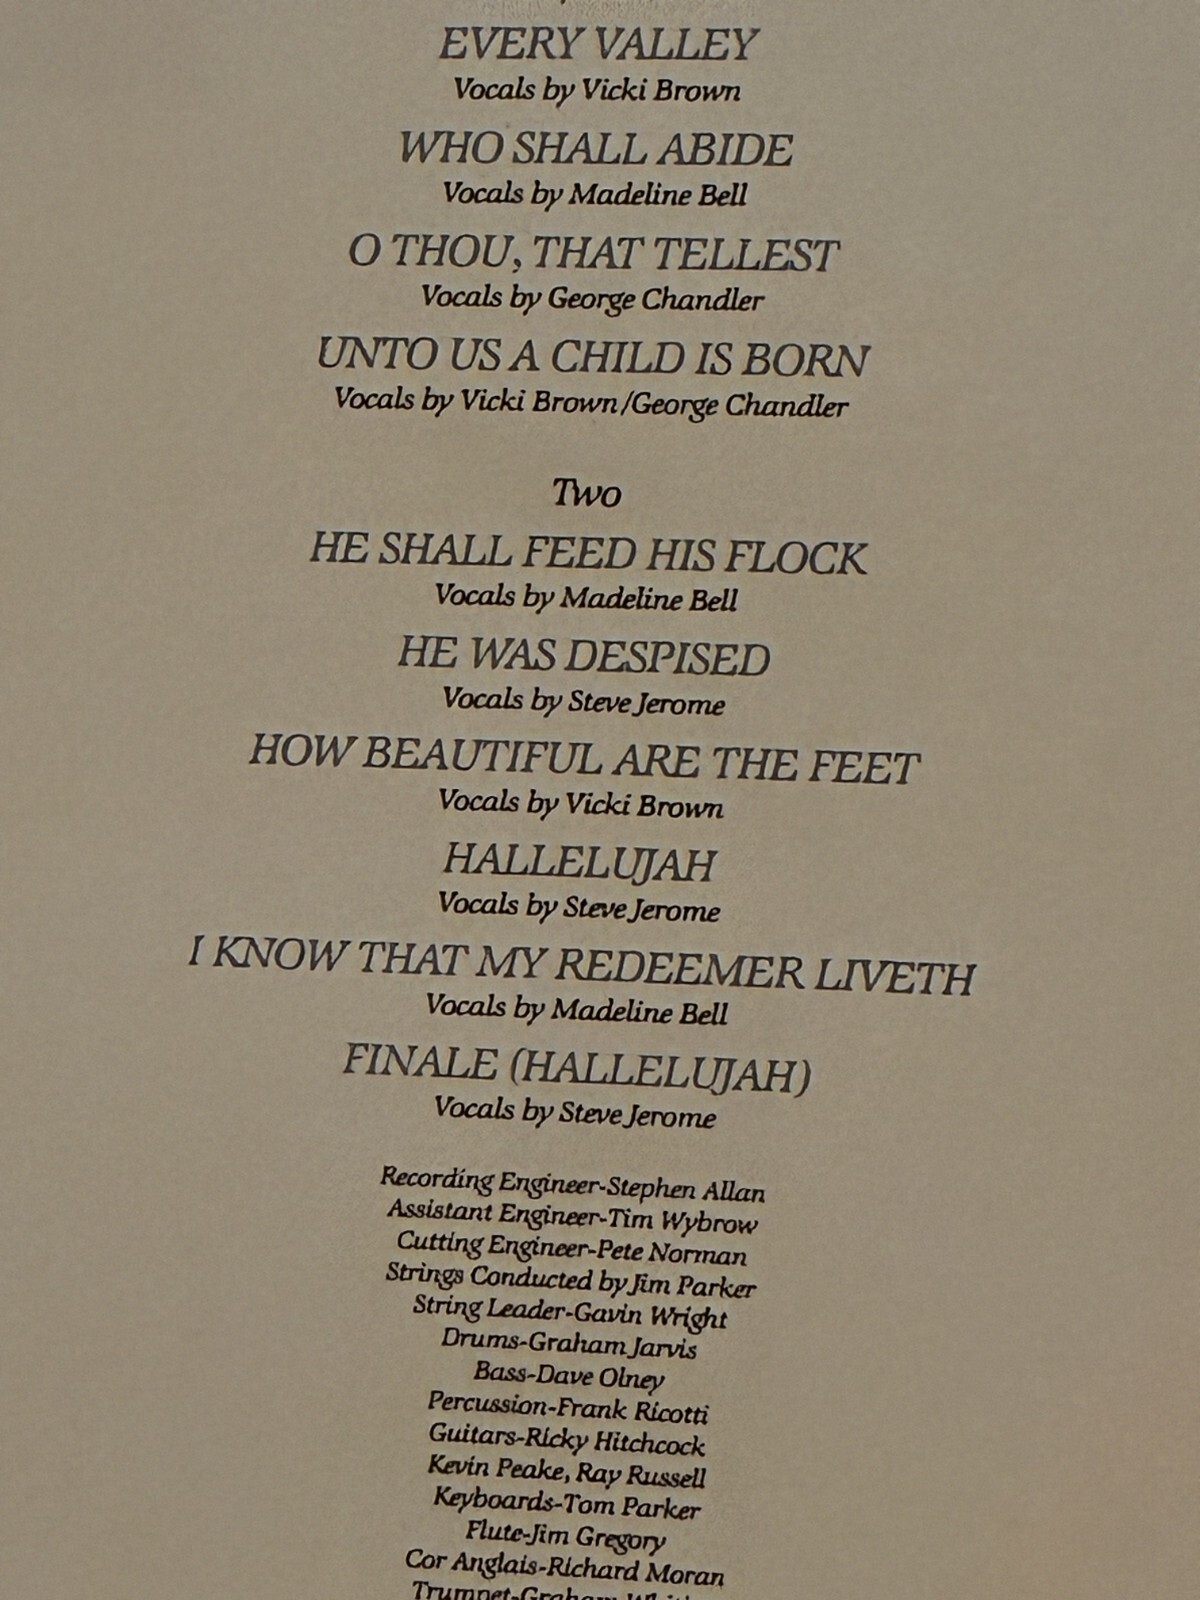 EVERY VALLEY
Vocals by Vicki Brown
WHO SHALL ABIDE
Vocals by Madeline Bell
O THOU, THAT TELLEST
Vocals by George Chandler
UNTO US A CHILD IS BORN
Vocals by Vicki Brown/George Chandler
Two
HE SHALL FEED HIS FLOCK
Vocals by Madeline Bell
HE WAS DESPISED
Vocals by Steve Jerome
HOW BEAUTIFUL ARE THE FEET
Vocals by Vicki Brown
HALLELUJAH
Vocals by Steve Jerome
I KNOW THAT MY REDEEMER LIVETH
Vocals by Madeline Bell
FINALE (HALLELUJAH)
Vocals by Steve Jerome
Recording Engineer-Stephen Allan
Assistant Engineer-Tim Wybrow
Cutting Engineer-Pete Norman
Strings Conducted by Jim Parker
String Leader-Gavin Wright
Drums-Graham Jarvis
Bass-Dave Olney
Percussion-Frank Ricotti
Guitars-Ricky Hitchcock
Kevin Peake, Ray Russell
Keyboards-Tom Parker
Flute-Jim Gregory
Cor Anglais-Richard Moran
Trumpet-Graham